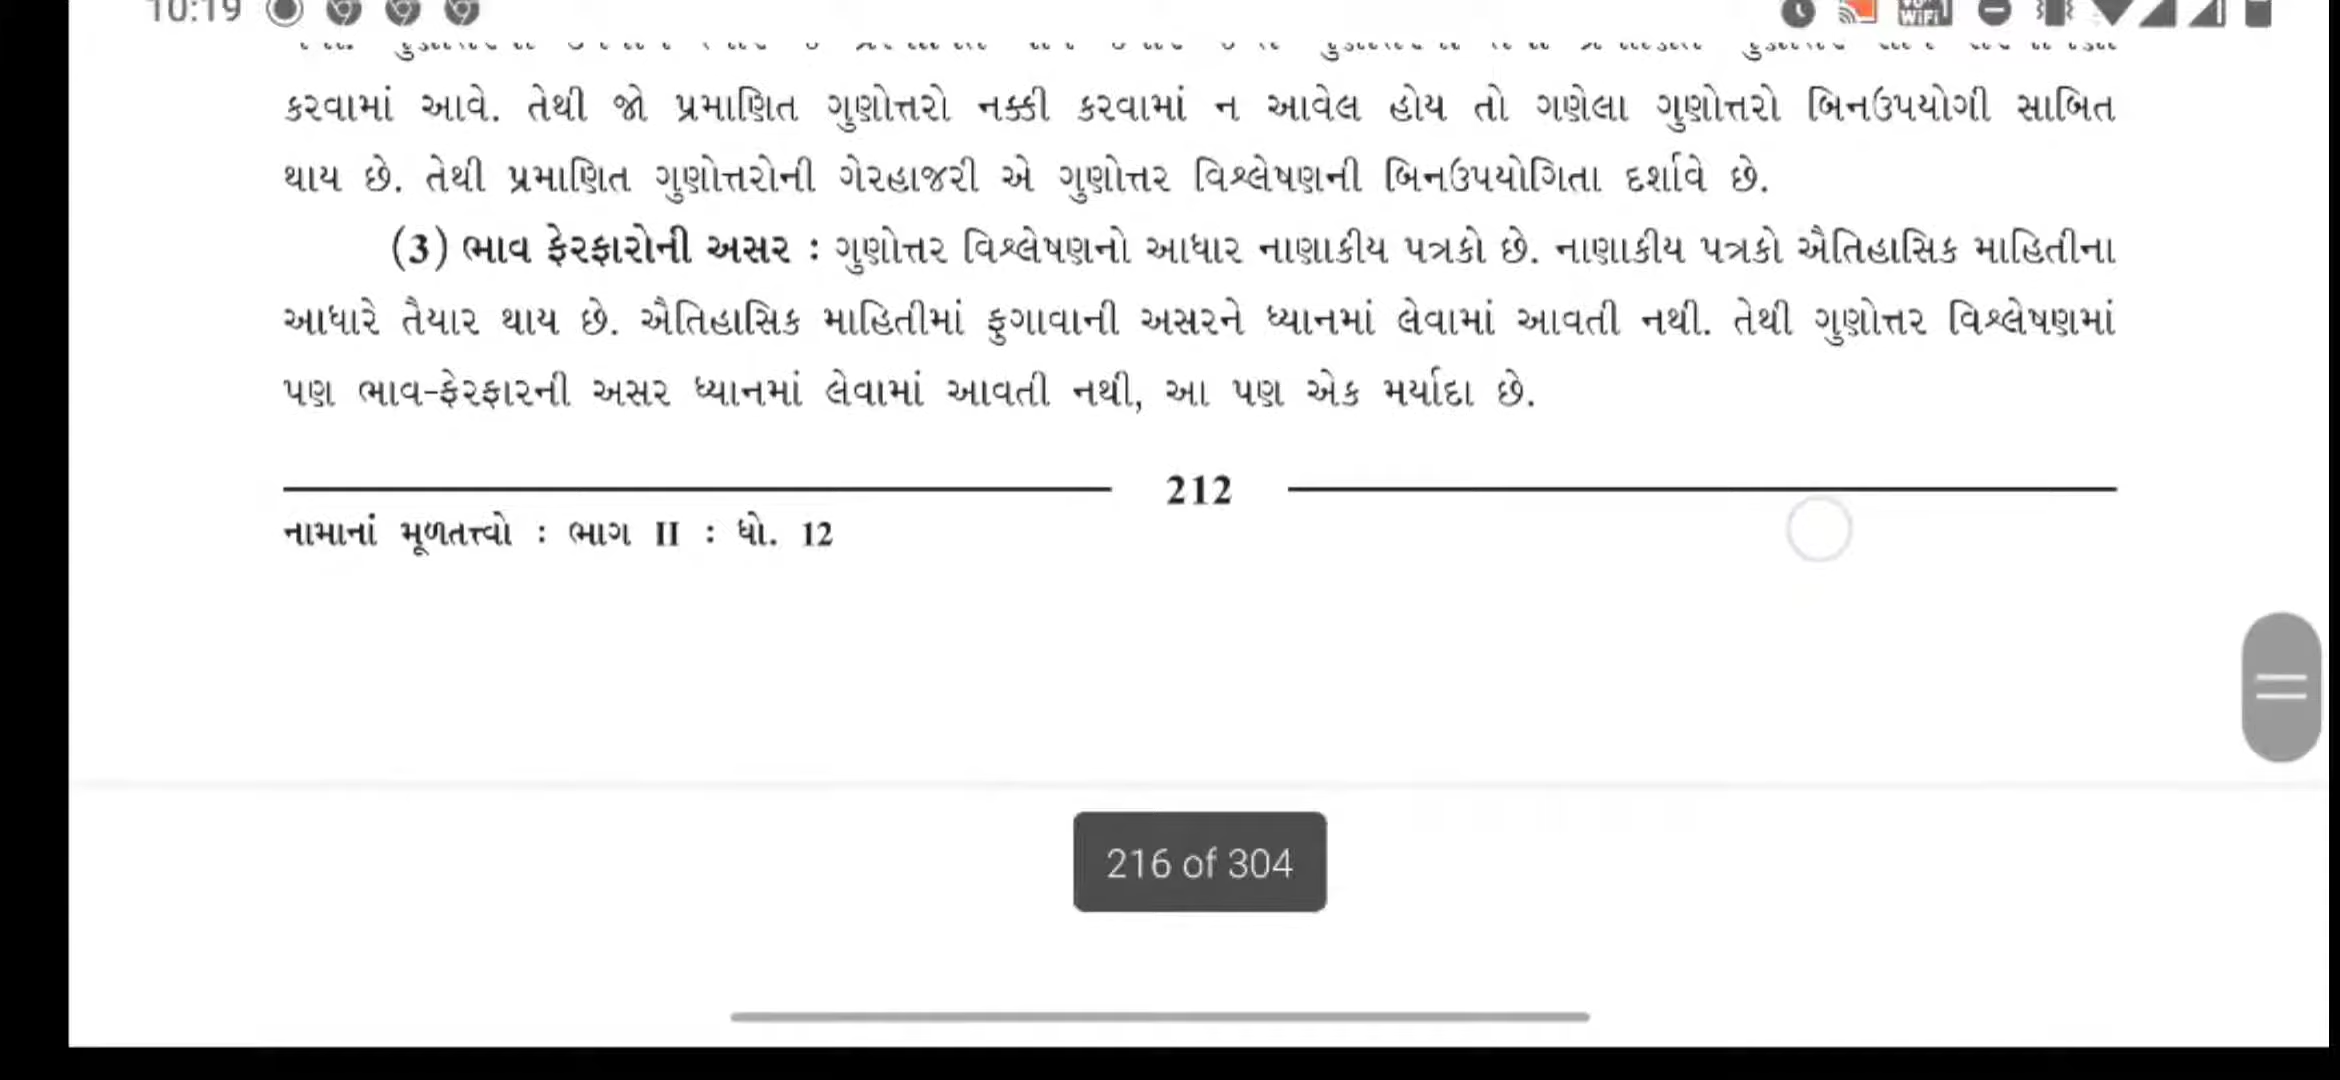 10:19
કરવામાં આવે. તેથી જો પ્રમાણિત ગુણોત્તરો નક્કી કરવામાં ન આવેલ હોય તો ગણેલા ગુણોત્તરો બિનઉપયોગી સાબિત
થાય છે. તેથી પ્રમાણિત ગુણોત્તરોની ગેરહાજરી એ ગુણોત્તર વિશ્લેષણની બિનઉપયોગિતા દર્શાવે છે.
(3) ભાવ ફેરફારોની અસર : ગુણોત્તર વિશ્લેષણનો આધાર નાણાકીય પત્રકો છે. નાણાકીય પત્રકો ઐતિહાસિક માહિતીના
આધારે તૈયાર થાય છે. ઐતિહાસિક માહિતીમાં ફુગાવાની અસરને ધ્યાનમાં લેવામાં આવતી નથી. તેથી ગુણોત્તર વિશ્લેષણમાં
પણ ભાવ-ફેરફારની અસર ધ્યાનમાં લેવામાં આવતી નથી, આ પણ એક મર્યાદા છે.
212
નામાનાં મૂળતત્ત્વો : ભાગ II : ધો. 12
216 of 304